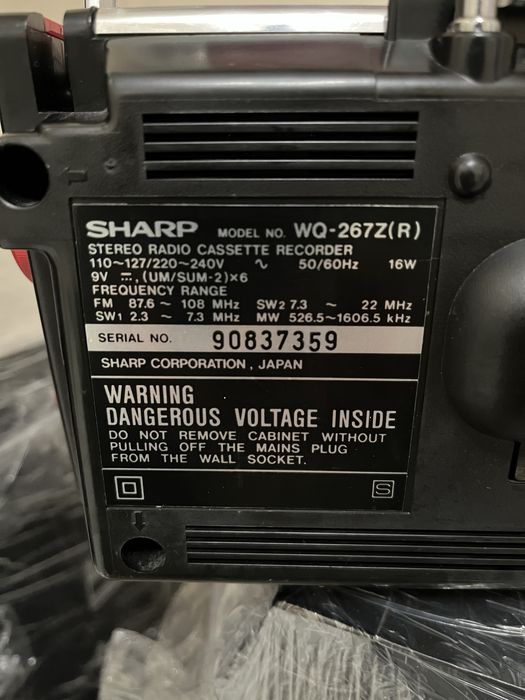 SHARP MODEL NO. WQ-267Z(R)
STEREO RADIO CASSETTE RECORDER
110~127/220~240V ∿ 50/60Hz 16W
9V ⎓, (UM/SUM-2)×6
FREQUENCY RANGE
FM 87.6 ~ 108 MHz SW2 7.3 ~ 22 MHz
SW1 2.3 ~ 7.3 MHz MW 526.5~1606.5 kHz
SERIAL NO. 90837359
SHARP CORPORATION, JAPAN
WARNING
DANGEROUS VOLTAGE INSIDE
DO NOT REMOVE CABINET WITHOUT
PULLING OFF THE MAINS PLUG
FROM THE WALL SOCKET.
S